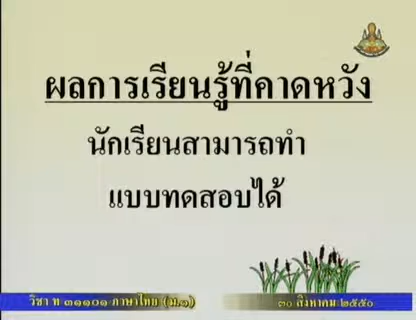 ผลการเรียนรู้ที่คาดหวัง
นักเรียนสามารถทำ
แบบทดสอบได้
วิชา ท ๓๑๑๐๑ ภาษาไทย (ม.๑)
๓๐ สิงหาคม ๒๕๕๐